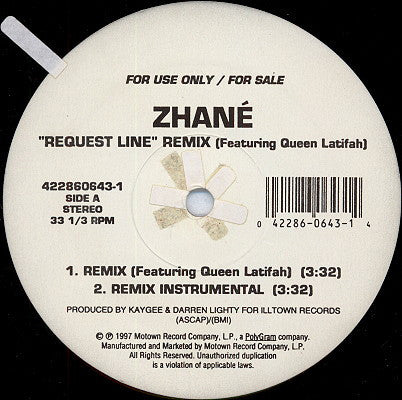 FOR USE ONLY / FOR SALE
ZHANÉ
"REQUEST LINE" REMIX (Featuring Queen Latifah)
422860643-1
SIDE A
STEREO
33 1/3 RPM
0 42286-0643-1 4
1. REMIX (Featuring Queen Latifah) (3:32)
2. REMIX INSTRUMENTAL (3:32)
PRODUCED BY KAYGEE & DARREN LIGHTY FOR ILLTOWN RECORDS
(ASCAP)/(BMI)
© ℗ 1997 Motown Record Company, L.P., a PolyGram company.
Manufactured and Marketed by Motown Record Company, L.P.
All Rights Reserved. Unauthorized duplication
is a violation of applicable laws.